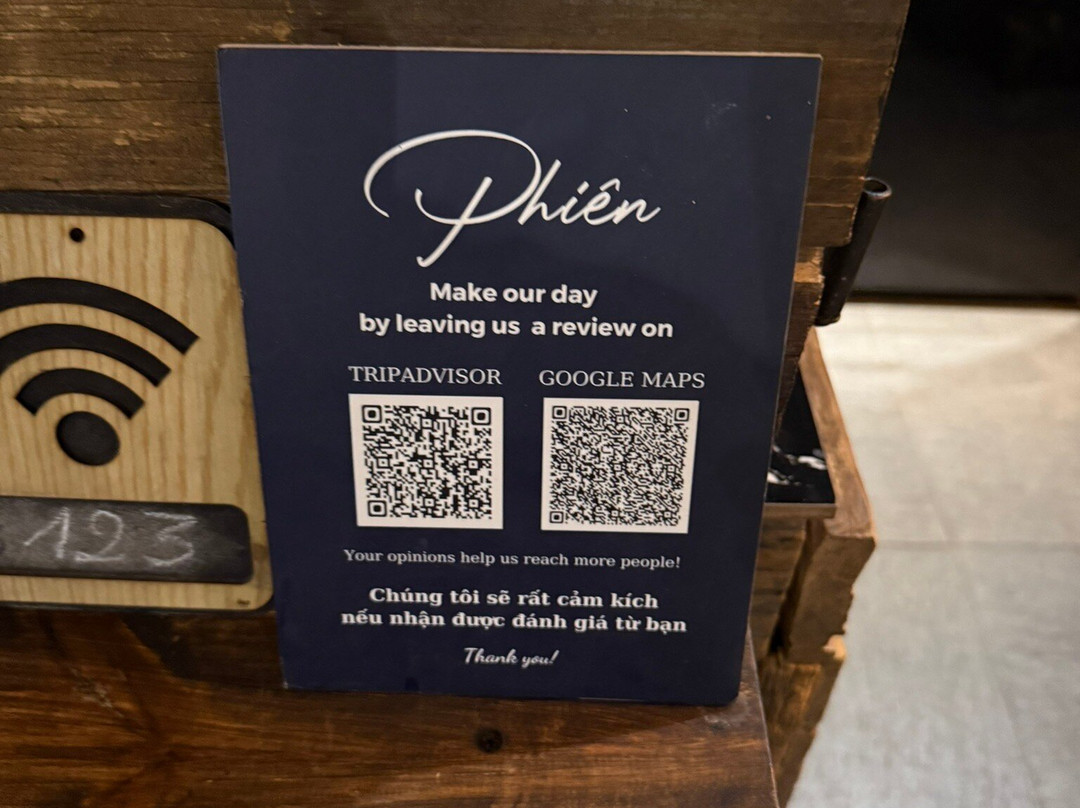 Phiên
Make our day
by leaving us a review on
TRIPADVISOR
GOOGLE MAPS
Your opinions help us reach more people!
Chúng tôi sẽ rất cảm kích
nếu nhận được đánh giá từ bạn
Thank you!
123